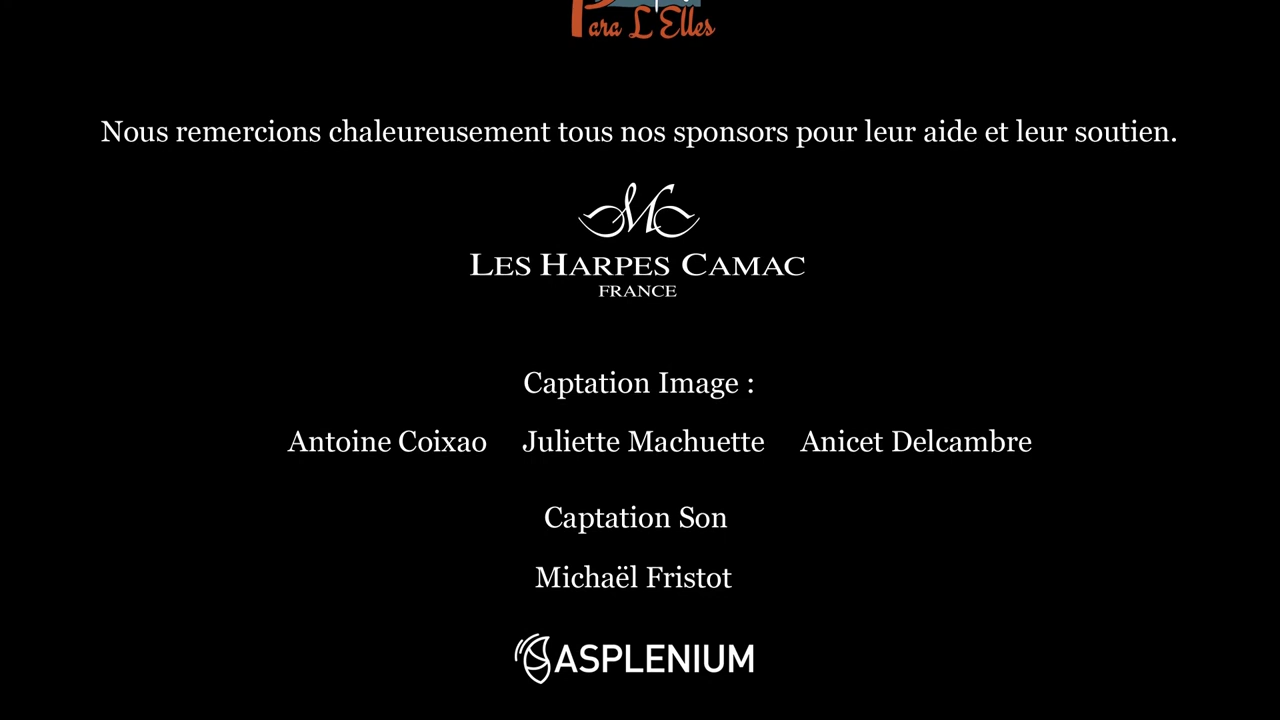 Para L'Elles
Nous remercions chaleureusement tous nos sponsors pour leur aide et leur soutien.
LES HARPES CAMAC
FRANCE
Captation Image :
Antoine Coixao Juliette Machuette Anicet Delcambre
Captation Son
Michaël Fristot
ASPLENIUM